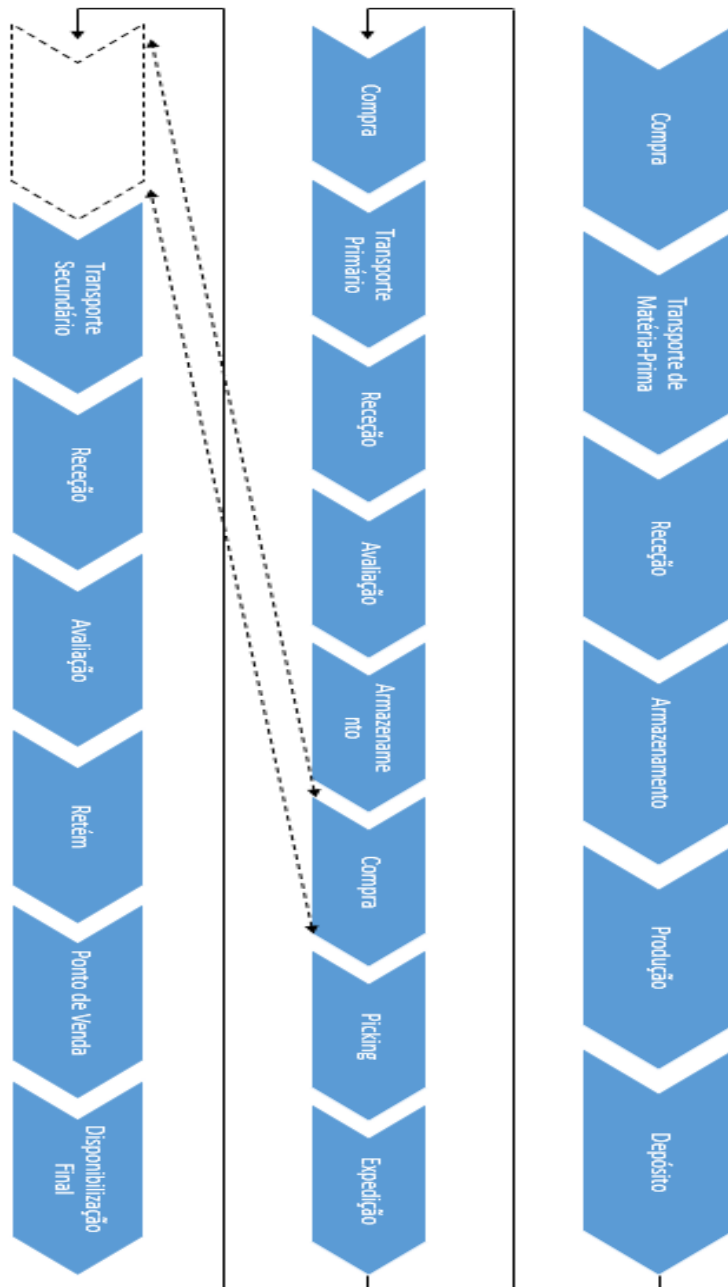 Compra
Transporte de
Matéria-Prima
Receção
Armazenamento
Produção
Depósito
Compra
Transporte
Primário
Receção
Avaliação
Armazename
nto
Compra
Picking
Expedição
Transporte
Secundário
Receção
Avaliação
Retém
Ponto de Venda
Disponibilização
Final